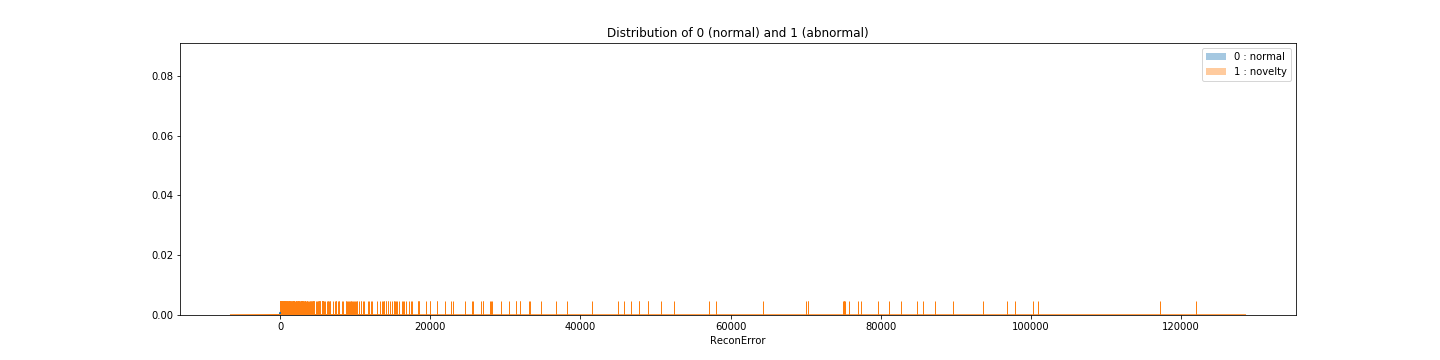 Distribution of 0 (normal) and 1 (abnormal)
0 : normal
1 : novelty
0.08
0.06
0.04
0.02
0.00
0 20000 40000 60000 80000 100000 120000
ReconError